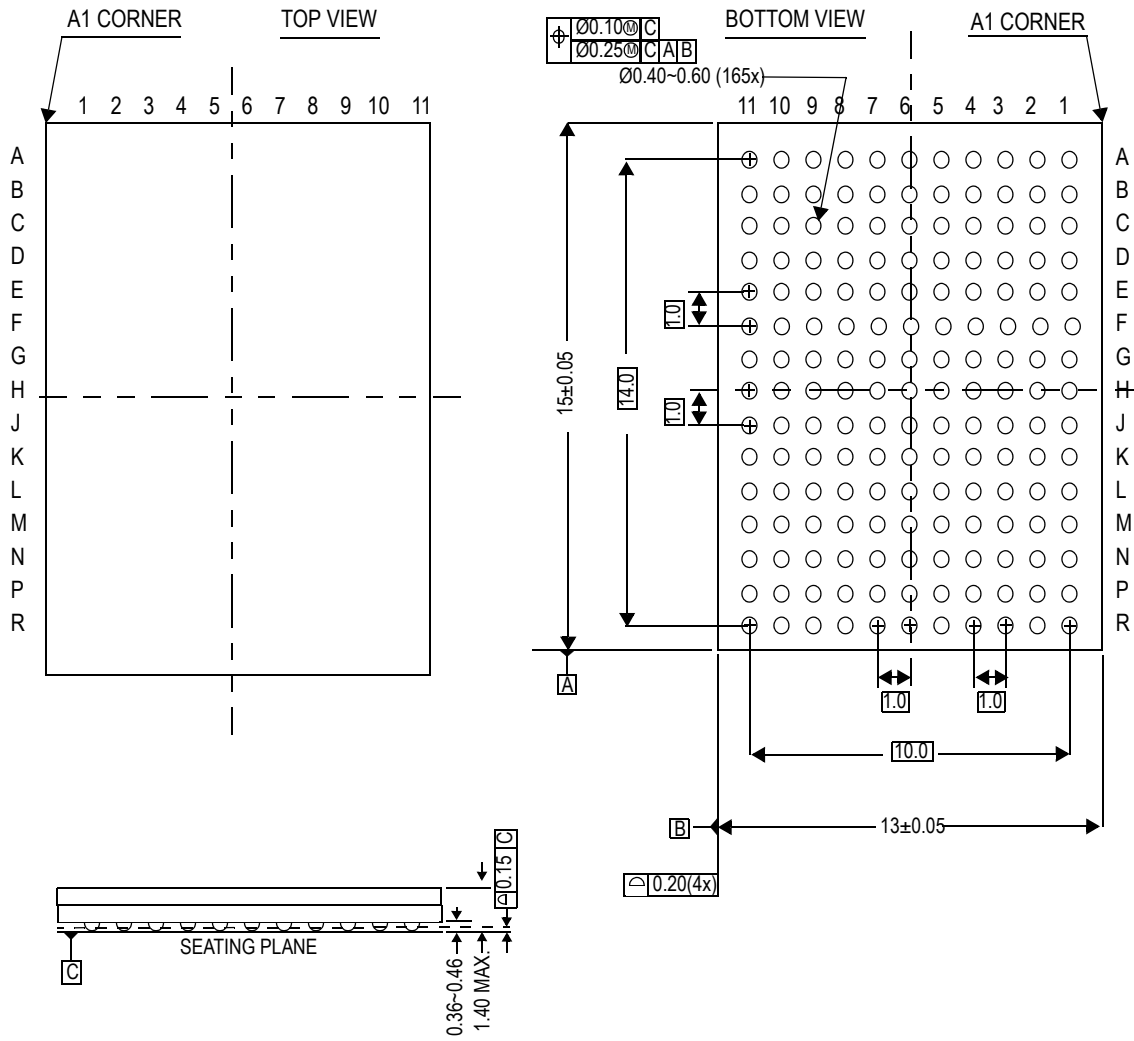 A1 CORNER
TOP VIEW
1 2 3 4 5 6 7 8 9 10 11
A
B
C
D
E
F
G
H
J
K
L
M
N
P
R
⌖ Ø0.10Ⓜ C
Ø0.25Ⓜ C A B
Ø0.40~0.60 (165x)
BOTTOM VIEW
A1 CORNER
11 10 9 8 7 6 5 4 3 2 1
A
B
C
D
E
F
G
H
J
K
L
M
N
P
R
1.0
1.0
14.0
15±0.05
A
1.0
1.0
10.0
B
13±0.05
⌓ 0.20(4x)
⌓ 0.15 C
SEATING PLANE
C
0.36~0.46
1.40 MAX.